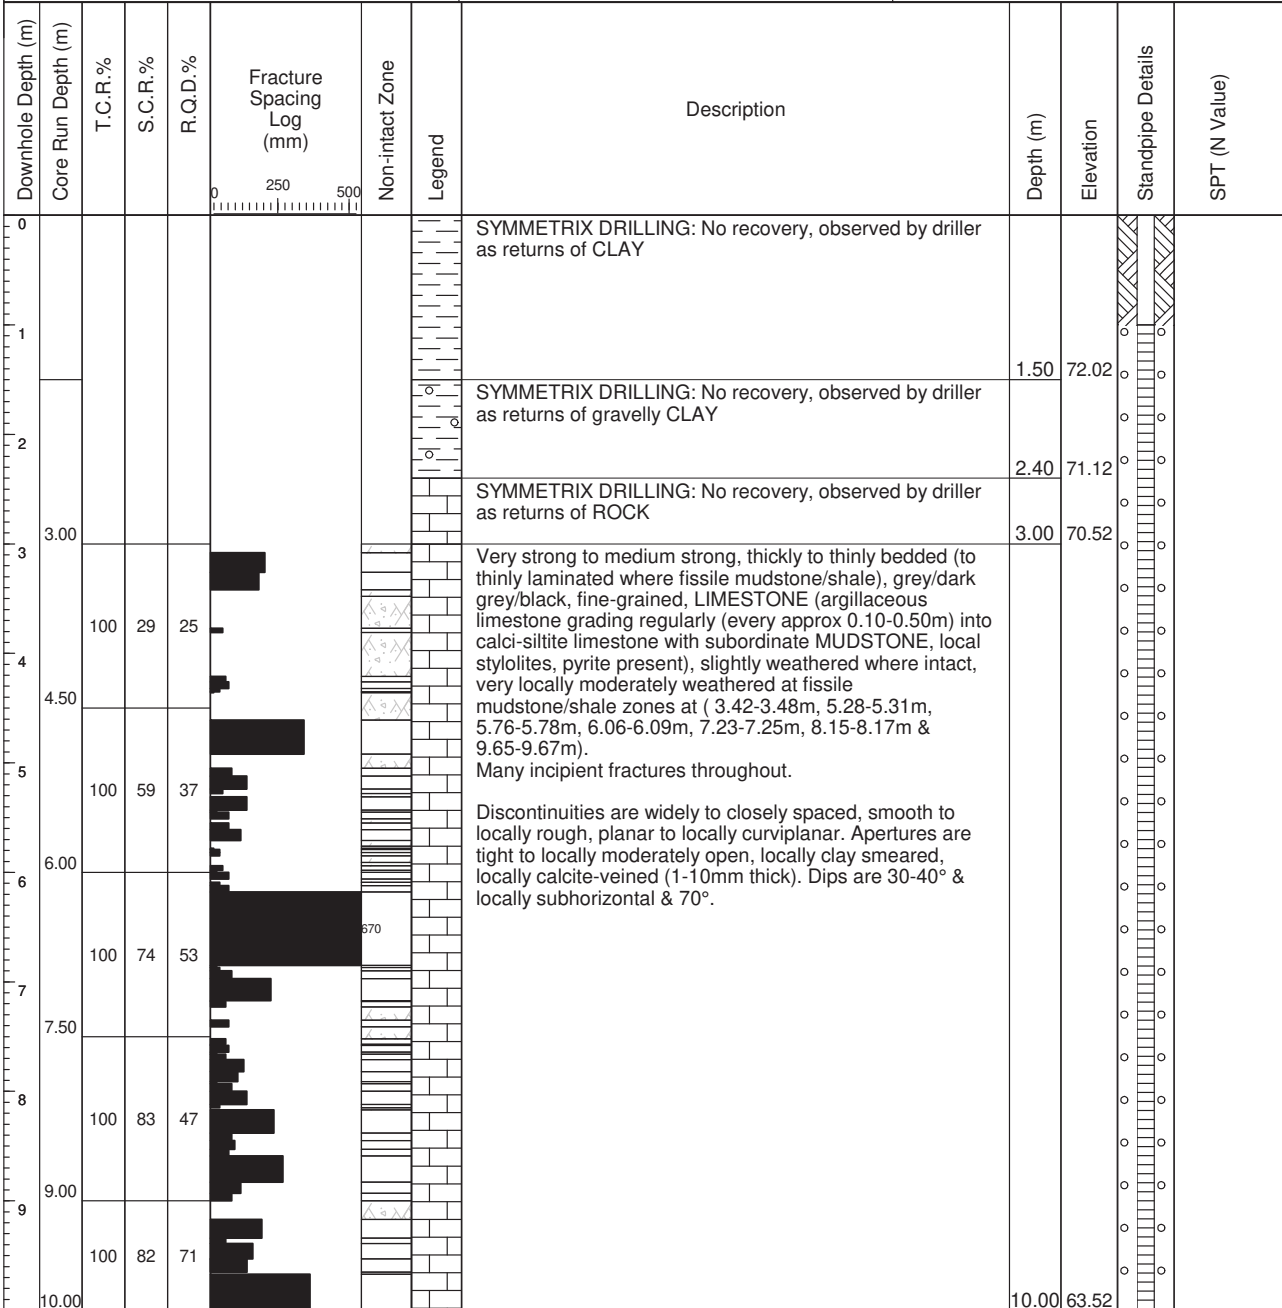 Downhole Depth (m)
Core Run Depth (m)
T.C.R.%
S.C.R.%
R.Q.D.%
Fracture
Spacing
Log
(mm)
0 250 500
Non-intact Zone
Legend
Description
Depth (m)
Elevation
Standpipe Details
SPT (N Value)
0
SYMMETRIX DRILLING: No recovery, observed by driller
as returns of CLAY
1
1.50 72.02
SYMMETRIX DRILLING: No recovery, observed by driller
as returns of gravelly CLAY
2
2.40 71.12
SYMMETRIX DRILLING: No recovery, observed by driller
as returns of ROCK
3.00
3.00 70.52
3
Very strong to medium strong, thickly to thinly bedded (to
thinly laminated where fissile mudstone/shale), grey/dark
grey/black, fine-grained, LIMESTONE (argillaceous
limestone grading regularly (every approx 0.10-0.50m) into
calci-siltite limestone with subordinate MUDSTONE, local
stylolites, pyrite present), slightly weathered where intact,
very locally moderately weathered at fissile
mudstone/shale zones at ( 3.42-3.48m, 5.28-5.31m,
5.76-5.78m, 6.06-6.09m, 7.23-7.25m, 8.15-8.17m &
9.65-9.67m).
Many incipient fractures throughout.
Discontinuities are widely to closely spaced, smooth to
locally rough, planar to locally curviplanar. Apertures are
tight to locally moderately open, locally clay smeared,
locally calcite-veined (1-10mm thick). Dips are 30-40° &
locally subhorizontal & 70°.
100 29 25
4
4.50
5
100 59 37
6.00
6
670
100 74 53
7
7.50
8
100 83 47
9.00
9
100 82 71
10.00
10.00 63.52